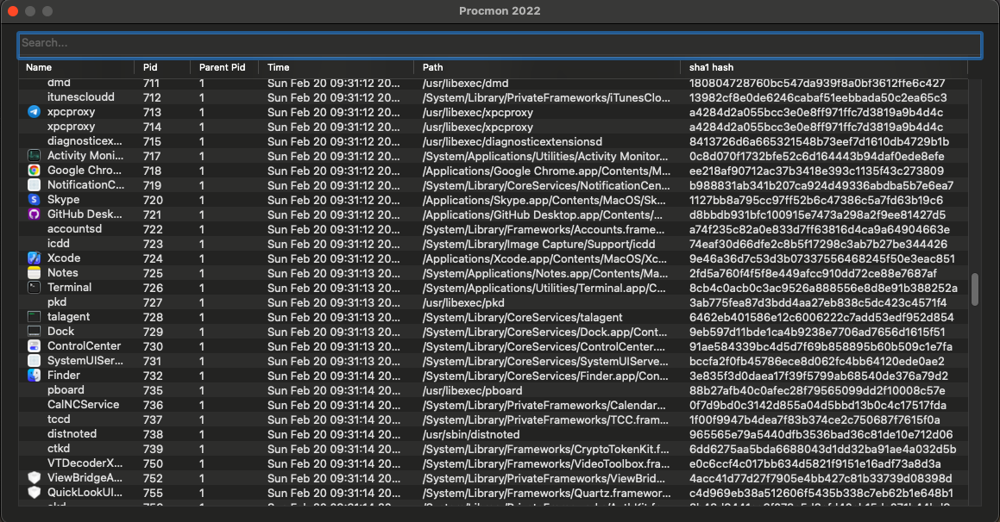 Procmon 2022
Search...
Name Pid Parent Pid Time Path sha1 hash
dmd 711 1 Sun Feb 20 09:31:12 20... /usr/libexec/dmd 180804728760bc547da939f8a0bf3612ffe6c427
itunescloudd 712 1 Sun Feb 20 09:31:12 20... /System/Library/PrivateFrameworks/iTunesClo... 13982cf8e0de6246cabaf51eebbada50c2ea65c3
xpcproxy 713 1 Sun Feb 20 09:31:12 20... /usr/libexec/xpcproxy a4284d2a055bcc3e0e8ff971ffc7d3819a9b4d4c
xpcproxy 714 1 Sun Feb 20 09:31:12 20... /usr/libexec/xpcproxy a4284d2a055bcc3e0e8ff971ffc7d3819a9b4d4c
diagnosticex... 715 1 Sun Feb 20 09:31:12 20... /usr/libexec/diagnosticextensionsd 8413726d6a665321548b73eef7d1610db4729b1b
Activity Moni... 717 1 Sun Feb 20 09:31:12 20... /System/Applications/Utilities/Activity Monitor... 0c8d070f1732bfe52c6d164443b94daf0ede8efe
Google Chro... 718 1 Sun Feb 20 09:31:12 20... /Applications/Google Chrome.app/Contents/M... ee218af90712ac37b3418e393c1135f43c273809
NotificationC... 719 1 Sun Feb 20 09:31:12 20... /System/Library/CoreServices/NotificationCen... b988831ab341b207ca924d49336abdba5b7e6ea7
Skype 720 1 Sun Feb 20 09:31:12 20... /Applications/Skype.app/Contents/MacOS/Sk... 1127bb8a795cc97ff52b6c47386c5a7fd63b19c6
GitHub Desk... 721 1 Sun Feb 20 09:31:12 20... /Applications/GitHub Desktop.app/Contents/... d8bbdb931bfc100915e7473a298a2f9ee81427d5
accountsd 722 1 Sun Feb 20 09:31:12 20... /System/Library/Frameworks/Accounts.frame... a74f235c82a0e833d7ff63816d4ca9a64904663e
icdd 723 1 Sun Feb 20 09:31:12 20... /System/Library/Image Capture/Support/icdd 74eaf30d66dfe2c8b5f17298c3ab7b27be344426
Xcode 724 1 Sun Feb 20 09:31:12 20... /Applications/Xcode.app/Contents/MacOS/Xc... 9e46a36d7c53d3b07337556468245f50e3eac851
Notes 725 1 Sun Feb 20 09:31:13 20... /System/Applications/Notes.app/Contents/Ma... 2fd5a760f4f5f8e449afcc910dd72ce88e7687af
Terminal 726 1 Sun Feb 20 09:31:13 20... /System/Applications/Utilities/Terminal.app/C... 8cb4c0acb0c3ac9526a888556e8d8e91b388252a
pkd 727 1 Sun Feb 20 09:31:13 20... /usr/libexec/pkd 3ab775fea87d3bdd4aa27eb838c5dc423c4571f4
talagent 728 1 Sun Feb 20 09:31:13 20... /System/Library/CoreServices/talagent 6462eb401586e12c6006222c7add53edf952d854
Dock 729 1 Sun Feb 20 09:31:13 20... /System/Library/CoreServices/Dock.app/Cont... 9eb597d11bde1ca4b9238e7706ad7656d1615f51
ControlCenter 730 1 Sun Feb 20 09:31:13 20... /System/Library/CoreServices/ControlCenter.... 91ae584339bc4d5d7f69b858895b60b509c1e7fa
SystemUISer... 731 1 Sun Feb 20 09:31:13 20... /System/Library/CoreServices/SystemUIServe... bccfa2f0fb45786ece8d062fc4bb64120ede0ae2
Finder 732 1 Sun Feb 20 09:31:14 20... /System/Library/CoreServices/Finder.app/Con... 3e835f3d0daea17f39f5799ab68540de376a79d2
pboard 735 1 Sun Feb 20 09:31:14 20... /usr/libexec/pboard 88b27afb40c0afec28f79565099dd2f10008c57e
CalNCService 736 1 Sun Feb 20 09:31:14 20... /System/Library/PrivateFrameworks/Calendar... 0f7d9bd0c3142d855a04d5bbd13b0c4c17517fda
tccd 737 1 Sun Feb 20 09:31:14 20... /System/Library/PrivateFrameworks/TCC.fram... 1f00f9947b4dea7f83b374ce2c750687f7615f0a
distnoted 738 1 Sun Feb 20 09:31:14 20... /usr/sbin/distnoted 965565e79a5440dfb3536bad36c81de10e712d06
ctkd 739 1 Sun Feb 20 09:31:14 20... /System/Library/Frameworks/CryptoTokenKit.f... 6dd6275aa5bda6688043d1dd32ba91ae4a032d5b
VTDecoderX... 750 1 Sun Feb 20 09:31:14 20... /System/Library/Frameworks/VideoToolbox.fra... e0c6ccf4c017bb634d5821f9151e16adf73a8d3a
ViewBridgeA... 752 1 Sun Feb 20 09:31:14 20... /System/Library/PrivateFrameworks/ViewBrid... 4acc41d77d27f7905e4bb427c81b33739d08398d
QuickLookUI... 755 1 Sun Feb 20 09:31:14 20... /System/Library/Frameworks/Quartz.framewor... c4d969eb38a512606f5435b338c7eb62b1e648b1